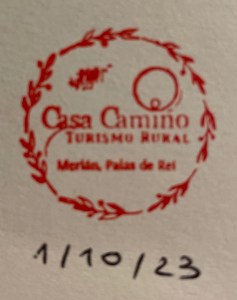 Casa Camiño
Turismo Rural
Merlán, Palas de Rei
1/10/23